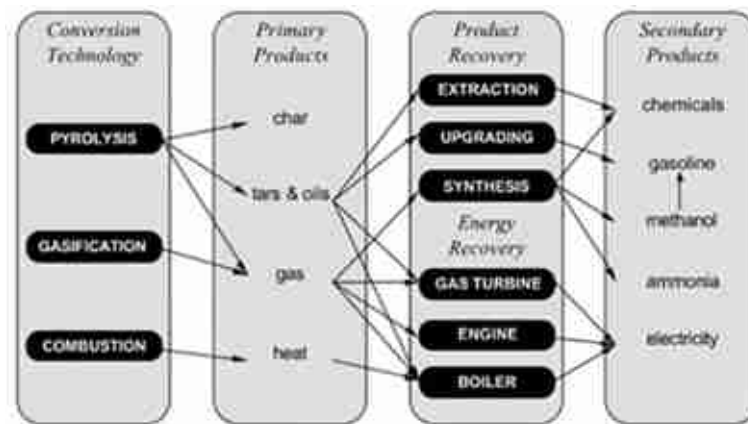 Conversion
Technology
PYROLYSIS
GASIFICATION
COMBUSTION
Primary
Products
char
tars & oils
gas
heat
Product
Recovery
EXTRACTION
UPGRADING
SYNTHESIS
Energy
Recovery
GAS TURBINE
ENGINE
BOILER
Secondary
Products
chemicals
gasoline
methanol
ammonia
electricity